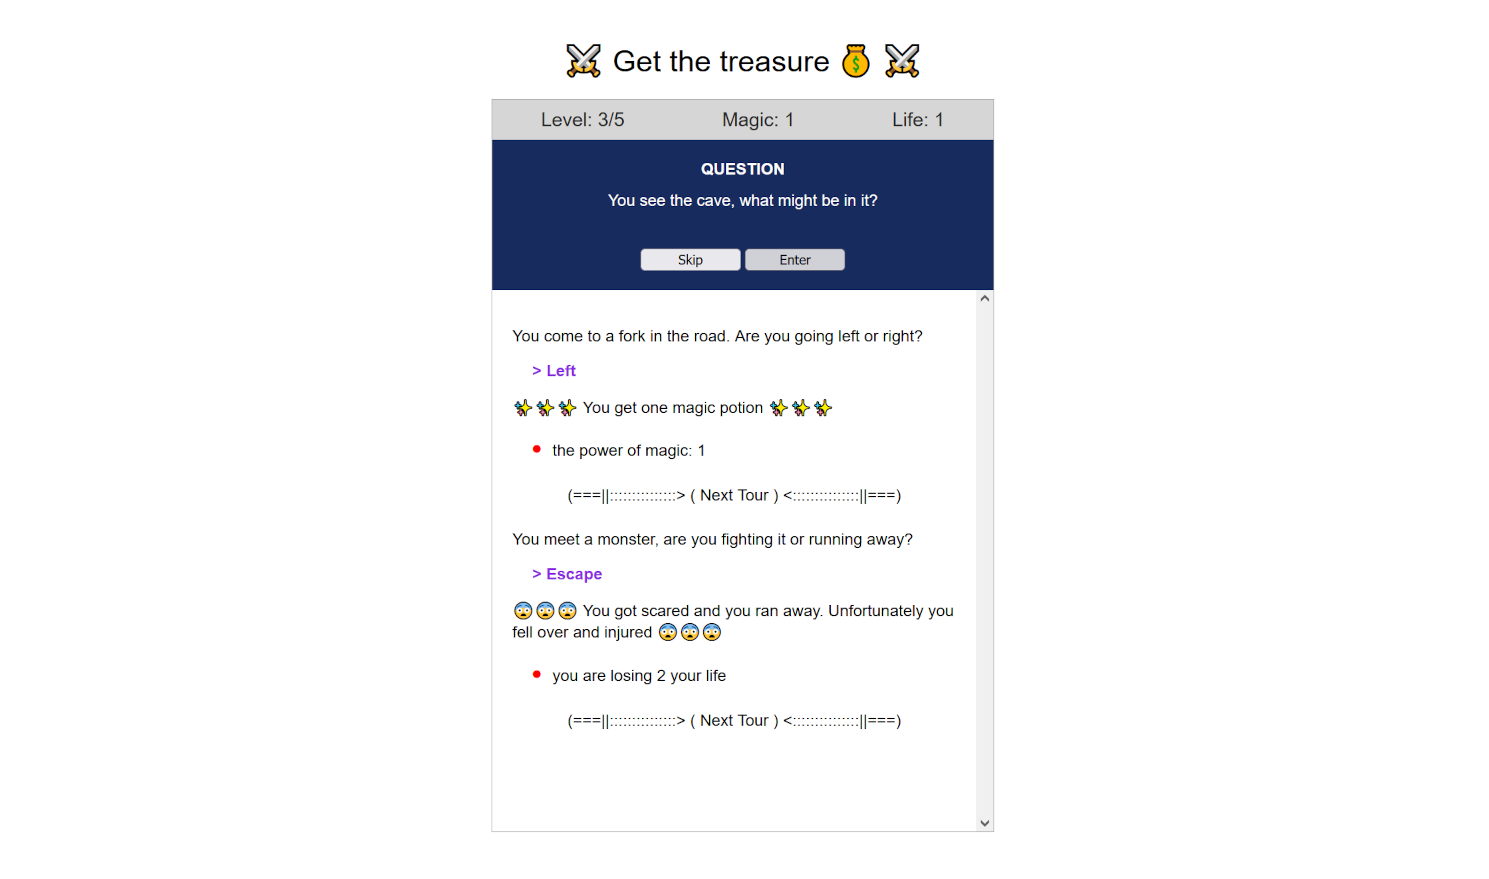 ⚔️ Get the treasure 💰 ⚔️
Level: 3/5 Magic: 1 Life: 1
QUESTION
You see the cave, what might be in it?
Skip Enter
You come to a fork in the road. Are you going left or right?
> Left
✨✨✨ You get one magic potion ✨✨✨
the power of magic: 1
(===||:::::::::::::::> ( Next Tour ) <:::::::::::::::||===)
You meet a monster, are you fighting it or running away?
> Escape
😨😨😨 You got scared and you ran away. Unfortunately you
fell over and injured 😨😨😨
you are losing 2 your life
(===||:::::::::::::::> ( Next Tour ) <:::::::::::::::||===)